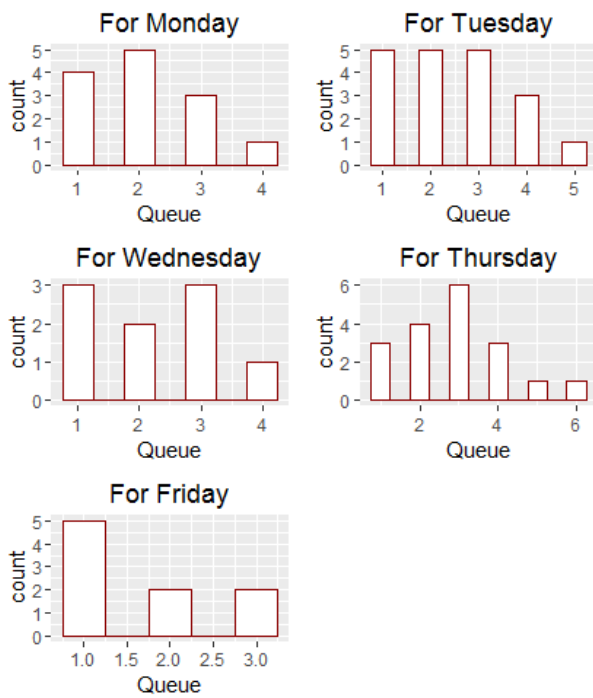 For Monday
5
4
3
2
1
0
count
1 2 3 4
Queue
For Tuesday
5
4
3
2
1
0
count
1 2 3 4 5
Queue
For Wednesday
3
2
1
0
count
1 2 3 4
Queue
For Thursday
6
4
2
0
count
2 4 6
Queue
For Friday
5
4
3
2
1
0
count
1.0 1.5 2.0 2.5 3.0
Queue